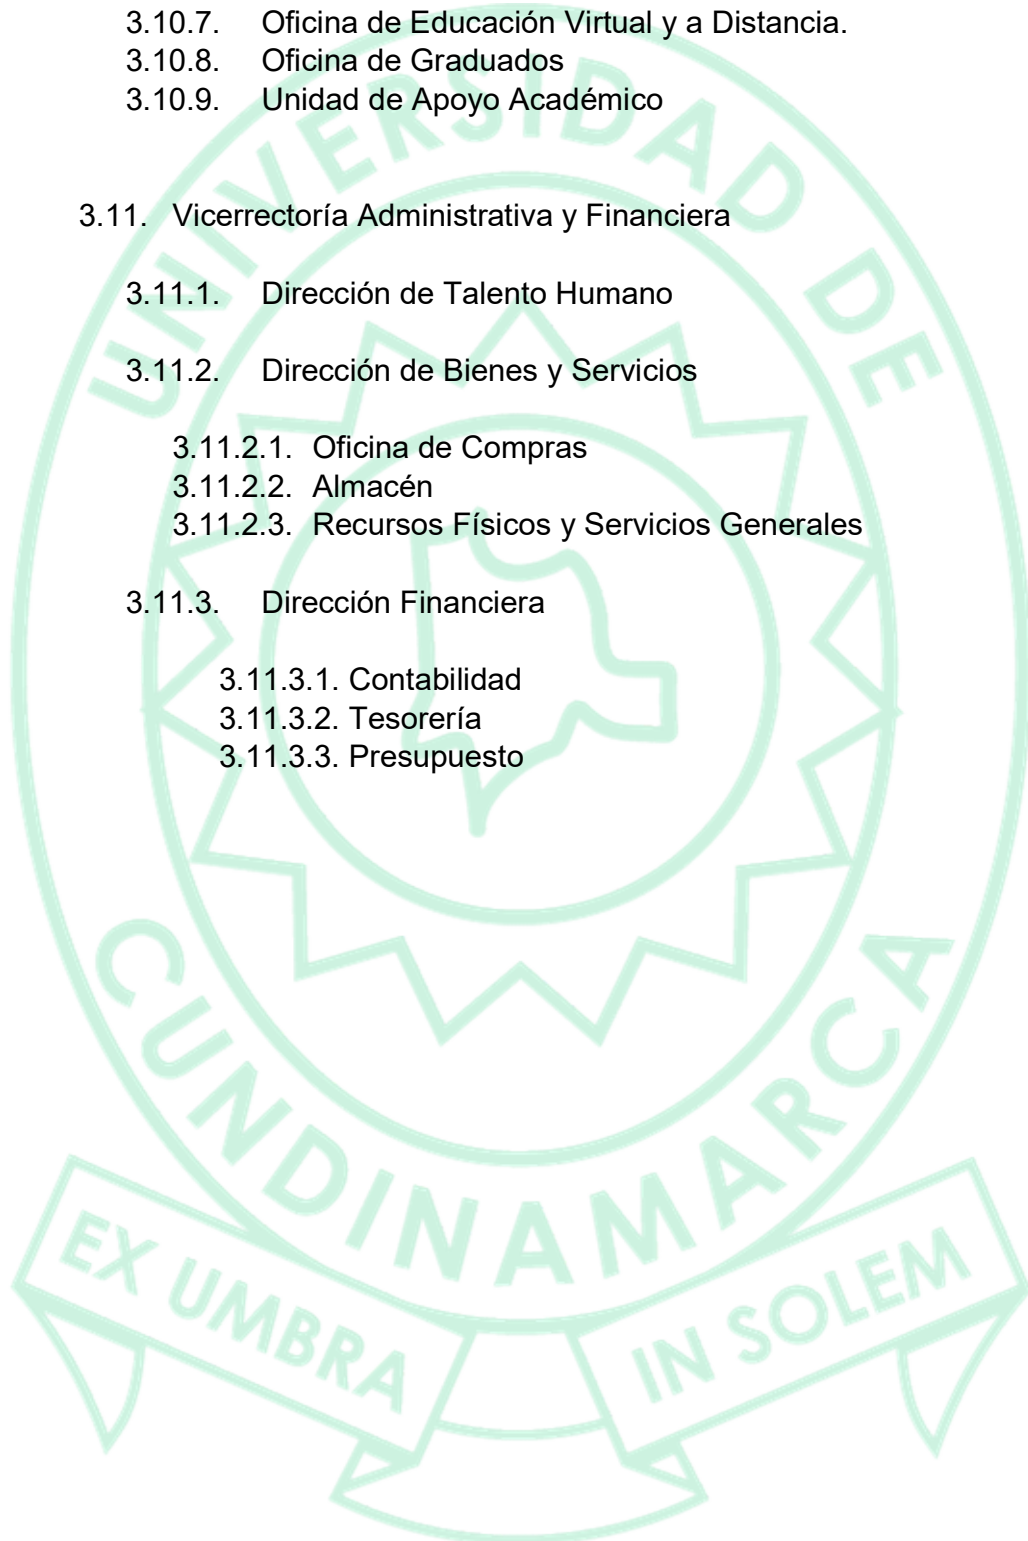 3.10.7. Oficina de Educación Virtual y a Distancia.
3.10.8. Oficina de Graduados
3.10.9. Unidad de Apoyo Académico
3.11. Vicerrectoría Administrativa y Financiera
3.11.1. Dirección de Talento Humano
3.11.2. Dirección de Bienes y Servicios
3.11.2.1. Oficina de Compras
3.11.2.2. Almacén
3.11.2.3. Recursos Físicos y Servicios Generales
3.11.3. Dirección Financiera
3.11.3.1. Contabilidad
3.11.3.2. Tesorería
3.11.3.3. Presupuesto
UNIVERSIDAD DE
CUNDINAMARCA
EX UMBRA
IN SOLEM